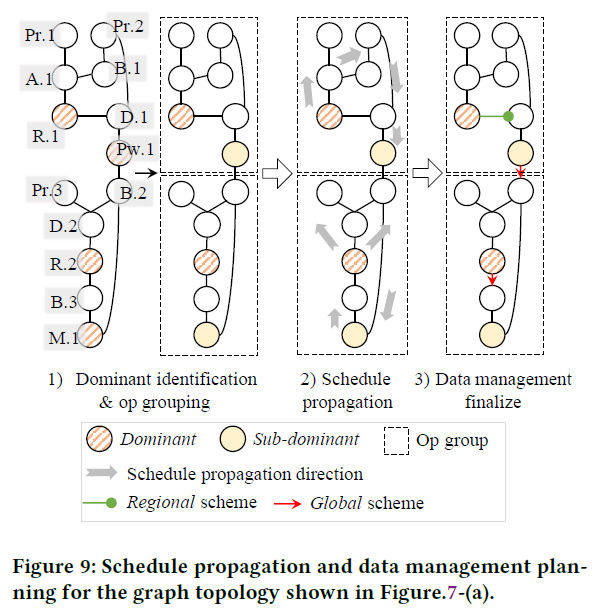 Pr.1
Pr.2
A.1
B.1
R.1
D.1
Pw.1
Pr.3
B.2
D.2
R.2
B.3
M.1
1) Dominant identification
& op grouping
2) Schedule
propagation
3) Data management
finalize
Dominant
Sub-dominant
Op group
Schedule propagation direction
Regional scheme
Global scheme
Figure 9: Schedule propagation and data management plan-
ning for the graph topology shown in Figure.7-(a).